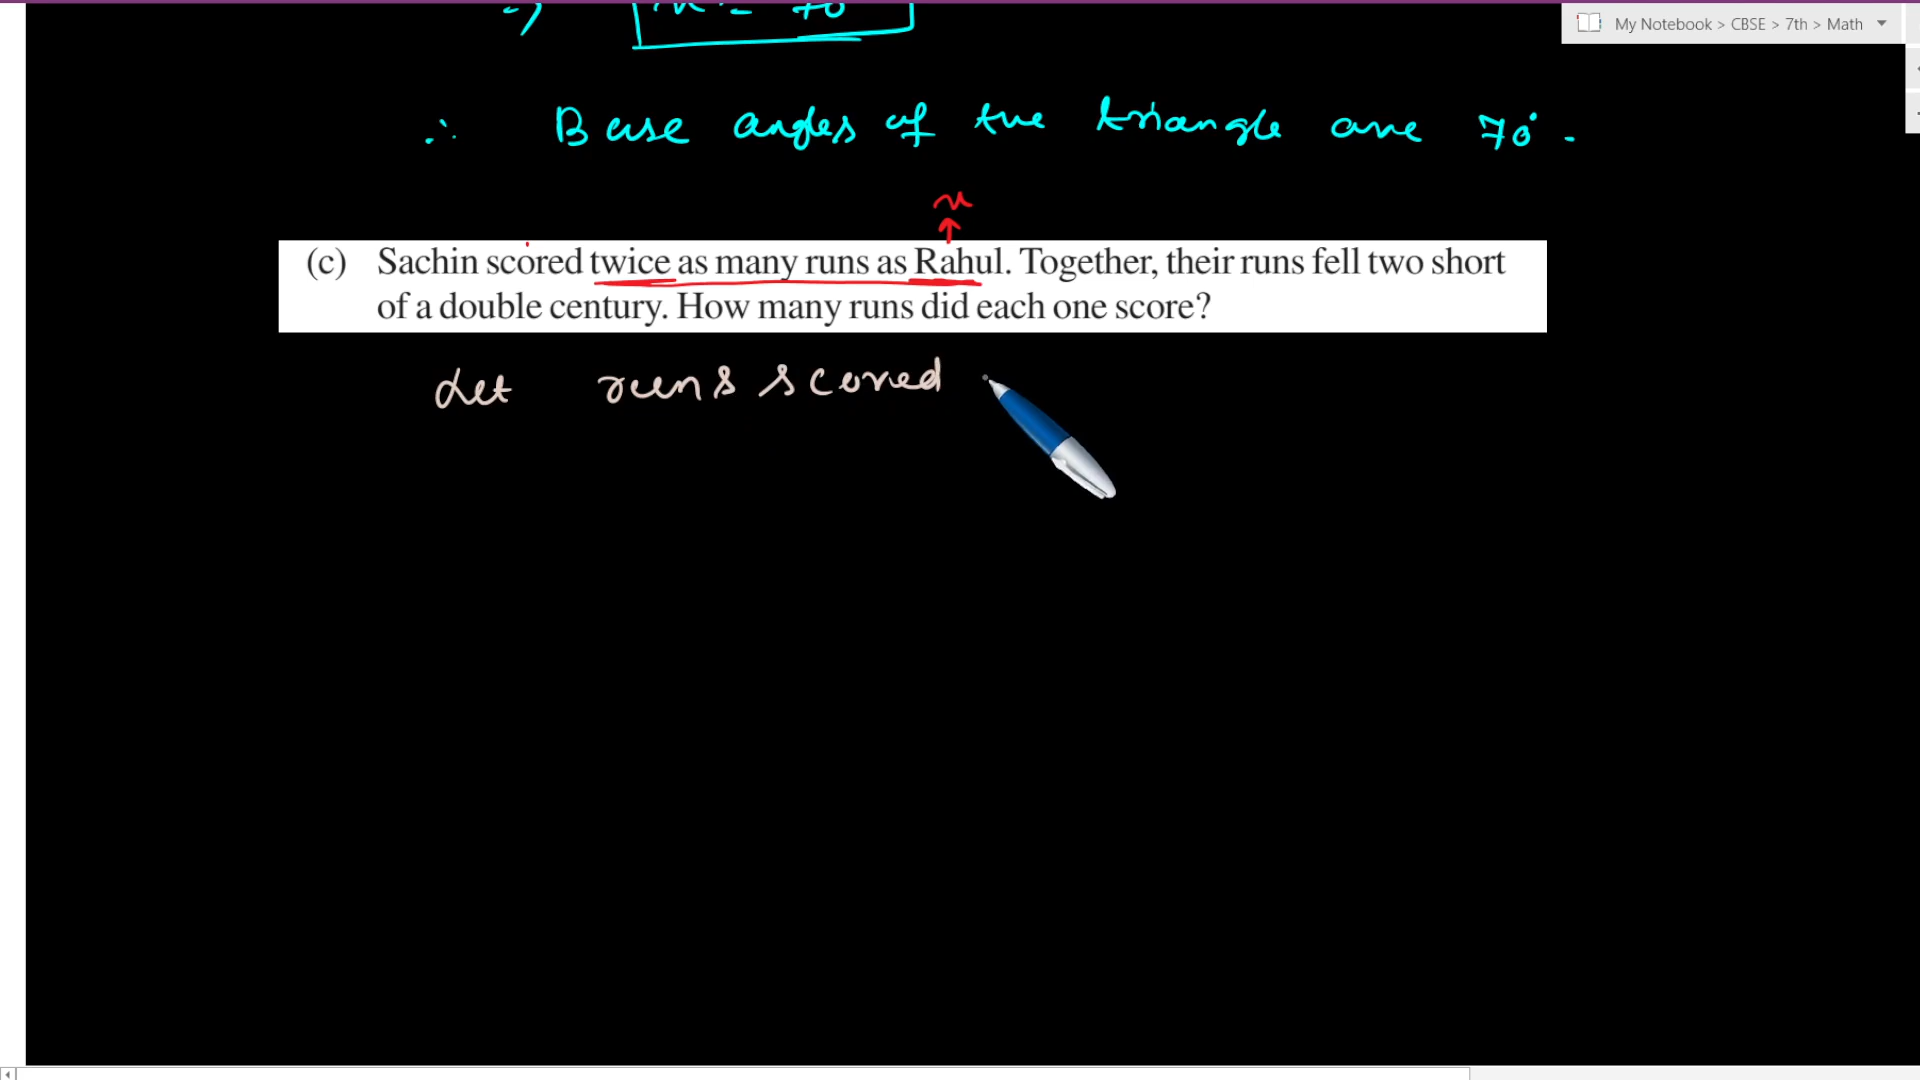 My Notebook > CBSE > 7th > Math
=> x = 70
∴ Base angles of the triangle are 70° .
x
(c) Sachin scored twice as many runs as Rahul. Together, their runs fell two short
of a double century. How many runs did each one score?
Let runs scored